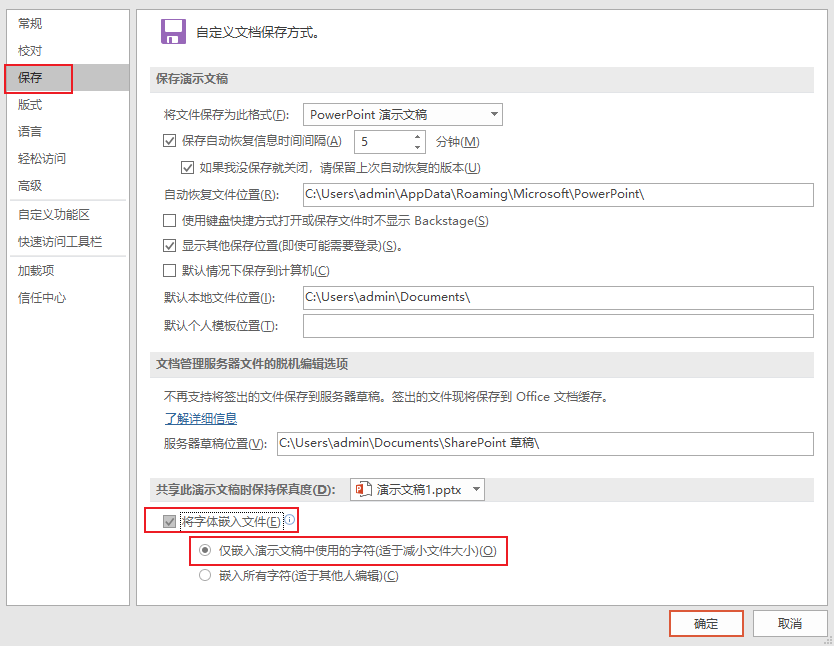 常规
校对
保存
版式
语言
轻松访问
高级
自定义功能区
快速访问工具栏
加载项
信任中心
自定义文档保存方式。
保存演示文稿
将文件保存为此格式(F): PowerPoint 演示文稿
保存自动恢复信息时间间隔(A) 5 分钟(M)
如果我没保存就关闭，请保留上次自动恢复的版本(U)
自动恢复文件位置(R): C:\Users\admin\AppData\Roaming\Microsoft\PowerPoint\
使用键盘快捷方式打开或保存文件时不显示 Backstage(S)
显示其他保存位置(即使可能需要登录)(S)。
默认情况下保存到计算机(C)
默认本地文件位置(I): C:\Users\admin\Documents\
默认个人模板位置(T):
文档管理服务器文件的脱机编辑选项
不再支持将签出的文件保存到服务器草稿。签出的文件现将保存到 Office 文档缓存。
了解详细信息
服务器草稿位置(V): C:\Users\admin\Documents\SharePoint 草稿\
共享此演示文稿时保持保真度(D): 演示文稿1.pptx
将字体嵌入文件(E)
仅嵌入演示文稿中使用的字符(适于减小文件大小)(O)
嵌入所有字符(适于其他人编辑)(C)
确定 取消